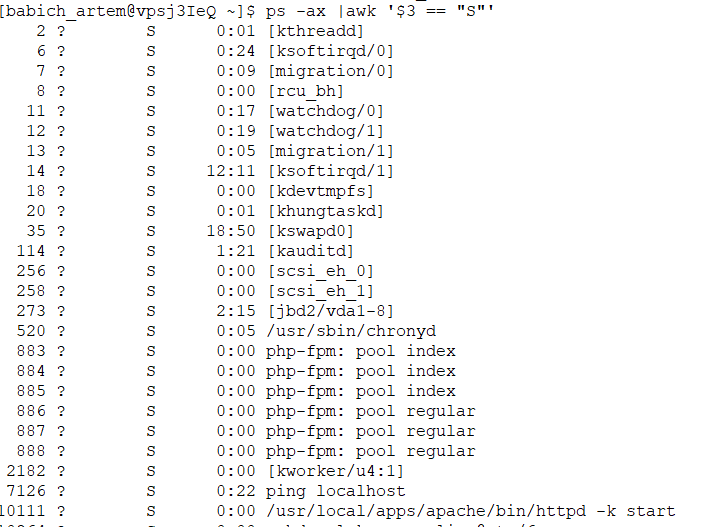 [babich_artem@vpsj3IeQ ~]$ ps -ax |awk '$3 == "S"'
2 ? S 0:01 [kthreadd]
6 ? S 0:24 [ksoftirqd/0]
7 ? S 0:09 [migration/0]
8 ? S 0:00 [rcu_bh]
11 ? S 0:17 [watchdog/0]
12 ? S 0:19 [watchdog/1]
13 ? S 0:05 [migration/1]
14 ? S 12:11 [ksoftirqd/1]
18 ? S 0:00 [kdevtmpfs]
20 ? S 0:01 [khungtaskd]
35 ? S 18:50 [kswapd0]
114 ? S 1:21 [kauditd]
256 ? S 0:00 [scsi_eh_0]
258 ? S 0:00 [scsi_eh_1]
273 ? S 2:15 [jbd2/vda1-8]
520 ? S 0:05 /usr/sbin/chronyd
883 ? S 0:00 php-fpm: pool index
884 ? S 0:00 php-fpm: pool index
885 ? S 0:00 php-fpm: pool index
886 ? S 0:00 php-fpm: pool regular
887 ? S 0:00 php-fpm: pool regular
888 ? S 0:00 php-fpm: pool regular
2182 ? S 0:00 [kworker/u4:1]
7126 ? S 0:22 ping localhost
10111 ? S 0:00 /usr/local/apps/apache/bin/httpd -k start